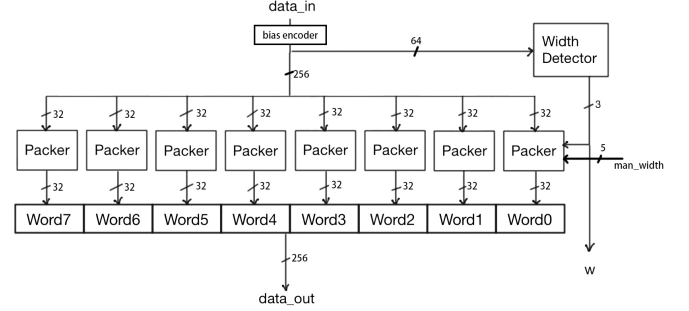 data_in
bias encoder
64
Width
Detector
256
3
32 32 32 32 32 32 32 32
Packer Packer Packer Packer Packer Packer Packer Packer
5
man_width
32 32 32 32 32 32 32 32
Word7 Word6 Word5 Word4 Word3 Word2 Word1 Word0
256
w
data_out